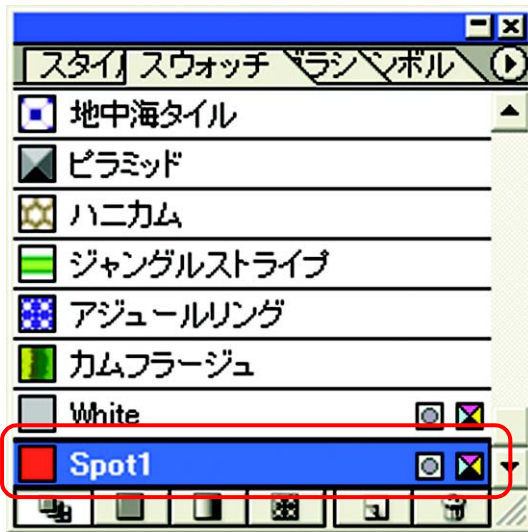 スタイル スウォッチ ブラシ シンボル
地中海タイル
ピラミッド
ハニカム
ジャングルストライプ
アジュールリング
カムフラージュ
White
Spot1